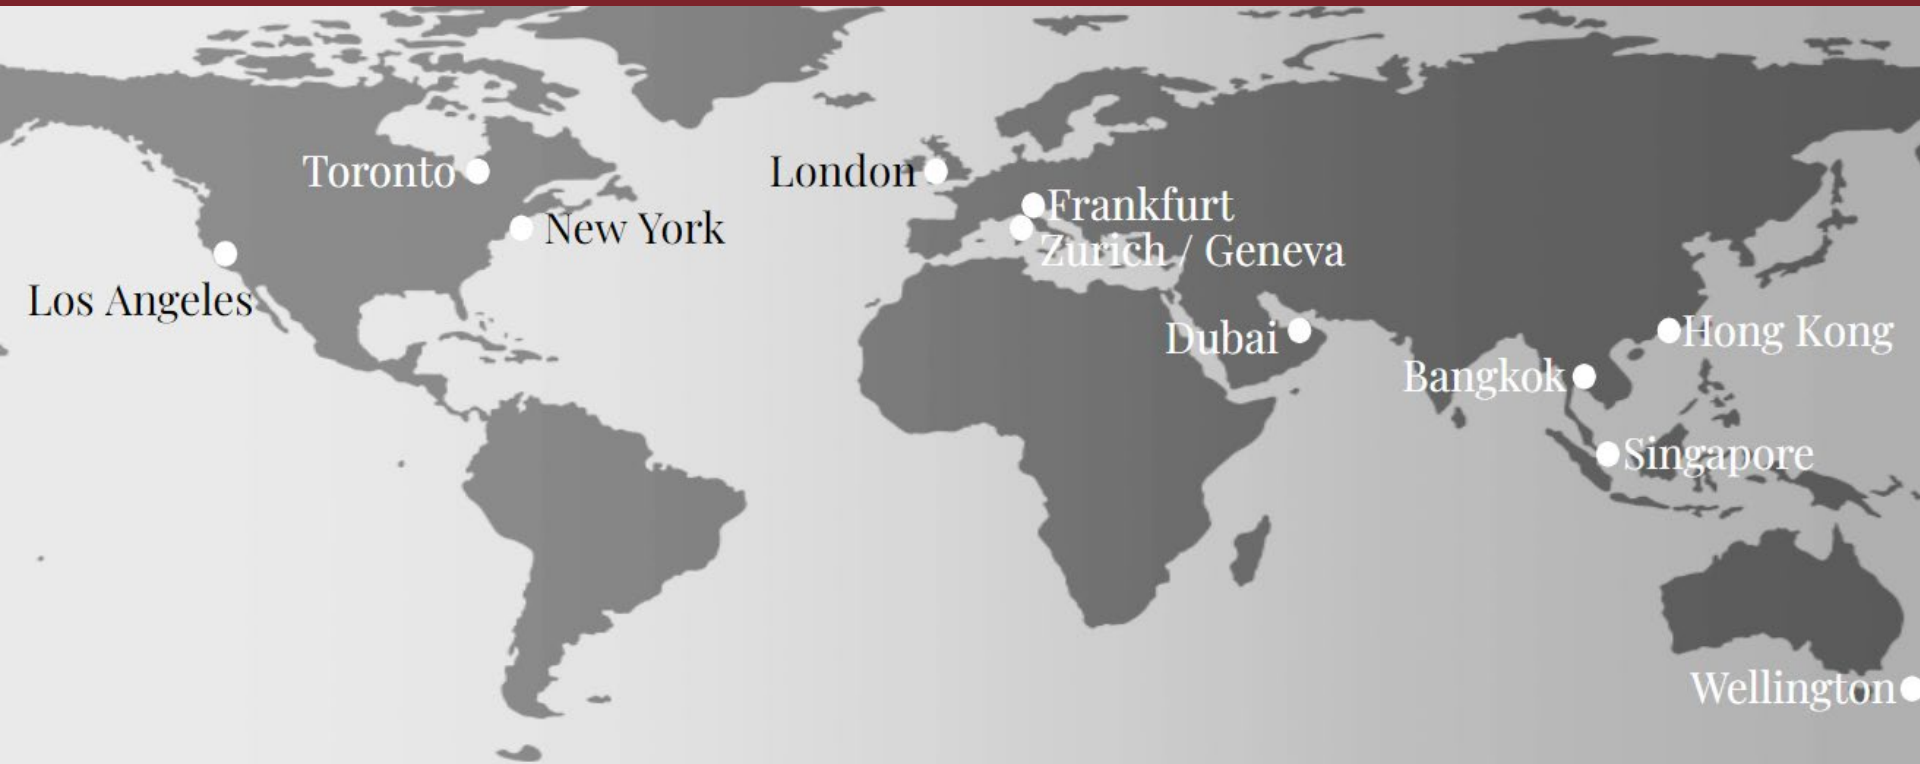 Toronto
London
Frankfurt
New York
Zurich / Geneva
Los Angeles
Dubai
Hong Kong
Bangkok
Singapore
Wellington